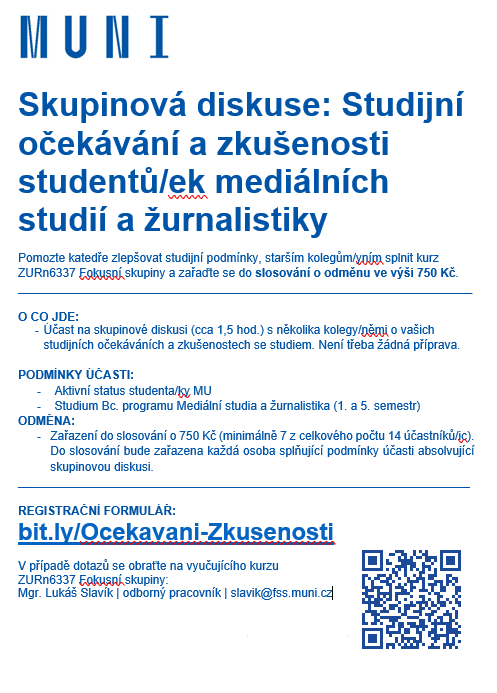 MUNI
Skupinová diskuse: Studijní
očekávání a zkušenosti
studentů/ek mediálních
studií a žurnalistiky
Pomozte katedře zlepšovat studijní podmínky, starším kolegům/yním splnit kurz
ZURn6337 Fokusní skupiny a zařaďte se do slosování o odměnu ve výši 750 Kč.
O CO JDE:
- Účast na skupinové diskusi (cca 1,5 hod.) s několika kolegy/němi o vašich
studijních očekáváních a zkušenostech se studiem. Není třeba žádná příprava.
PODMÍNKY ÚČASTI:
- Aktivní status studenta/ky MU
- Studium Bc. programu Mediální studia a žurnalistika (1. a 5. semestr)
ODMĚNA:
- Zařazení do slosování o 750 Kč (minimálně 7 z celkového počtu 14 účastníků/ic).
Do slosování bude zařazena každá osoba splňující podmínky účasti absolvující
skupinovou diskusi.
REGISTRAČNÍ FORMULÁŘ:
bit.ly/Ocekavani-Zkusenosti
V případě dotazů se obraťte na vyučujícího kurzu
ZURn6337 Fokusní skupiny:
Mgr. Lukáš Slavík | odborný pracovník | slavik@fss.muni.cz